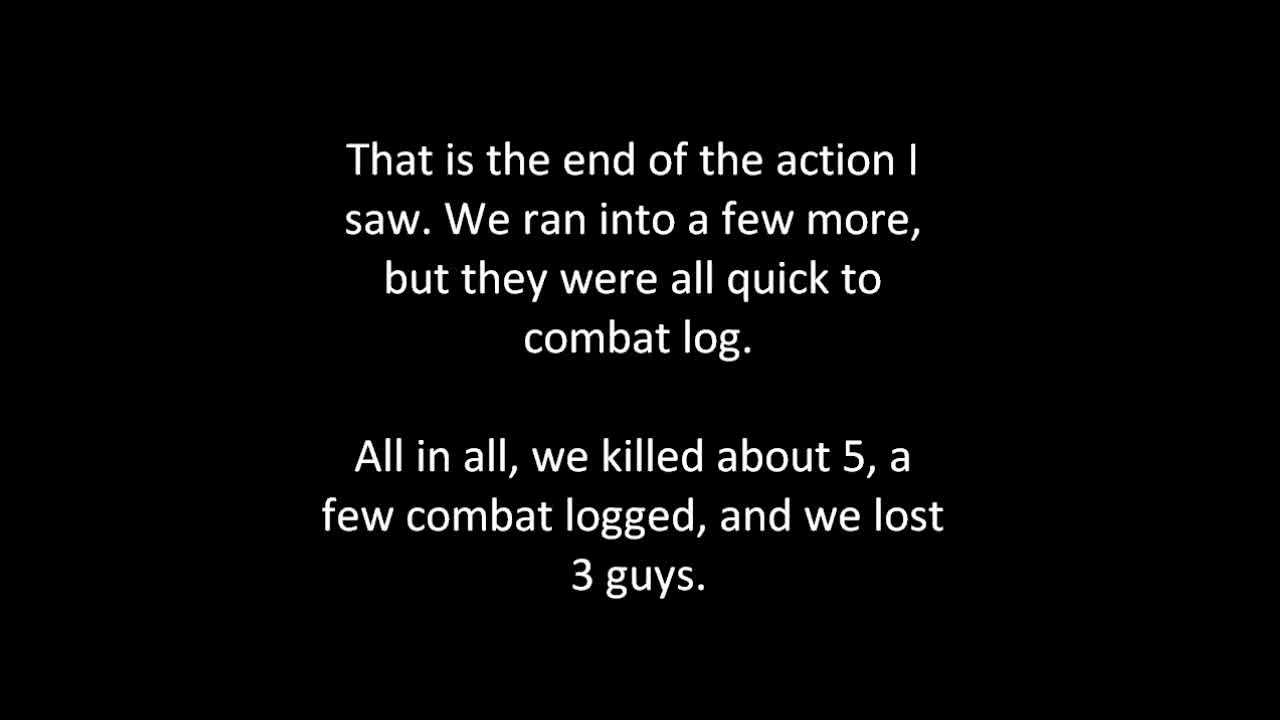 That is the end of the action I
saw. We ran into a few more,
but they were all quick to
combat log.
All in all, we killed about 5, a
few combat logged, and we lost
3 guys.